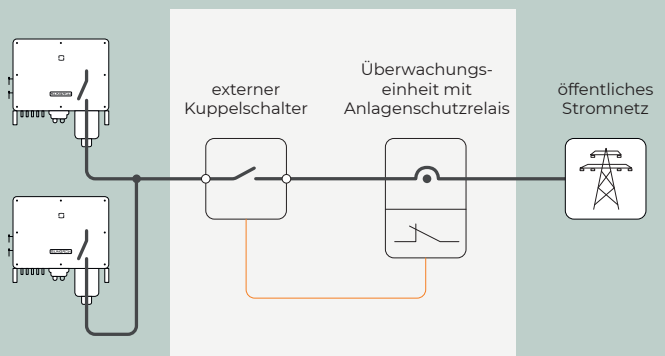 externer
Kuppelschalter
Überwachungs-
einheit mit
Anlagenschutzrelais
öffentliches
Stromnetz